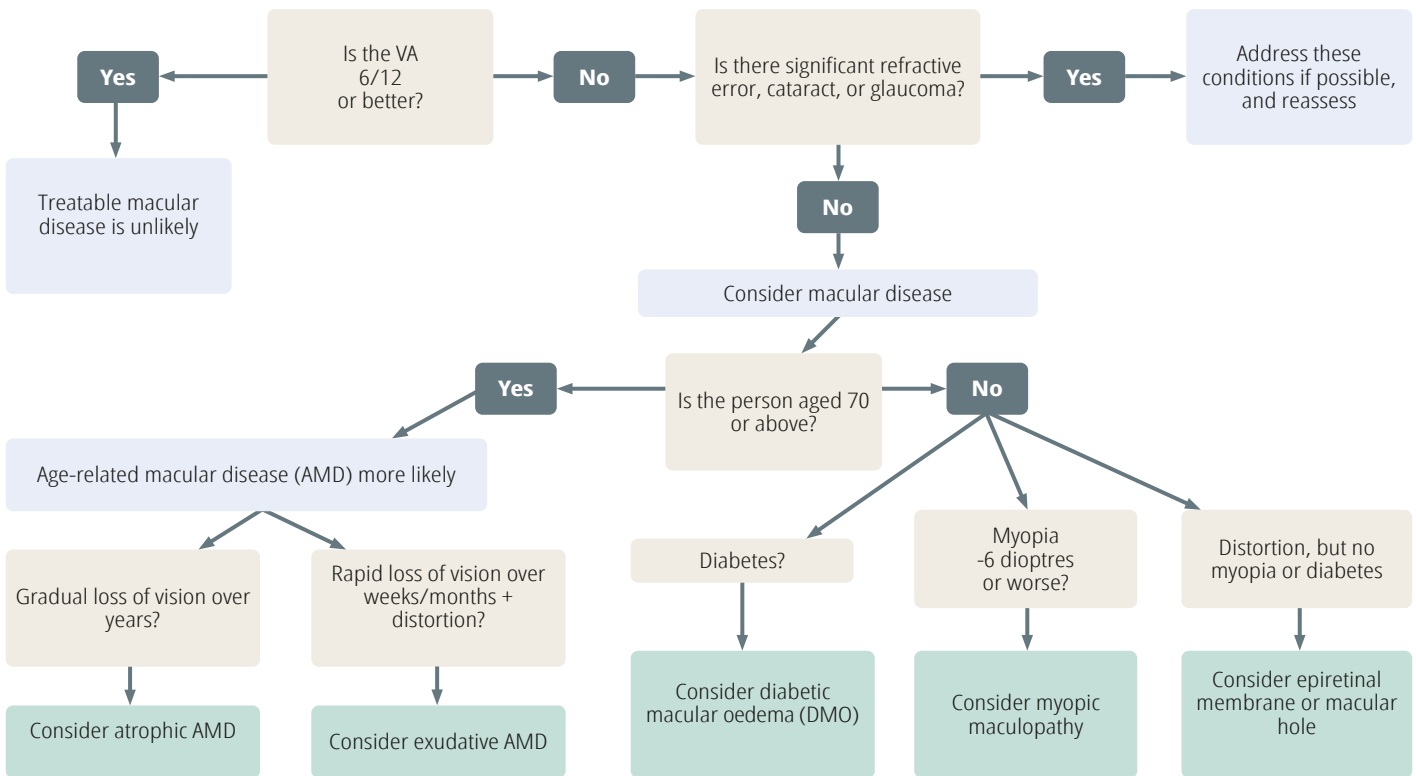 Yes
Is the VA
6/12
or better?
No
Is there significant refractive
error, cataract, or glaucoma?
Yes
Address these
conditions if possible,
and reassess
Treatable macular
disease is unlikely
No
Consider macular disease
Yes
Is the person aged 70
or above?
No
Age-related macular disease (AMD) more likely
Gradual loss of vision over
years?
Rapid loss of vision over
weeks/months +
distortion?
Diabetes?
Myopia
-6 dioptres
or worse?
Distortion, but no
myopia or diabetes
Consider atrophic AMD
Consider exudative AMD
Consider diabetic
macular oedema (DMO)
Consider myopic
maculopathy
Consider epiretinal
membrane or macular
hole